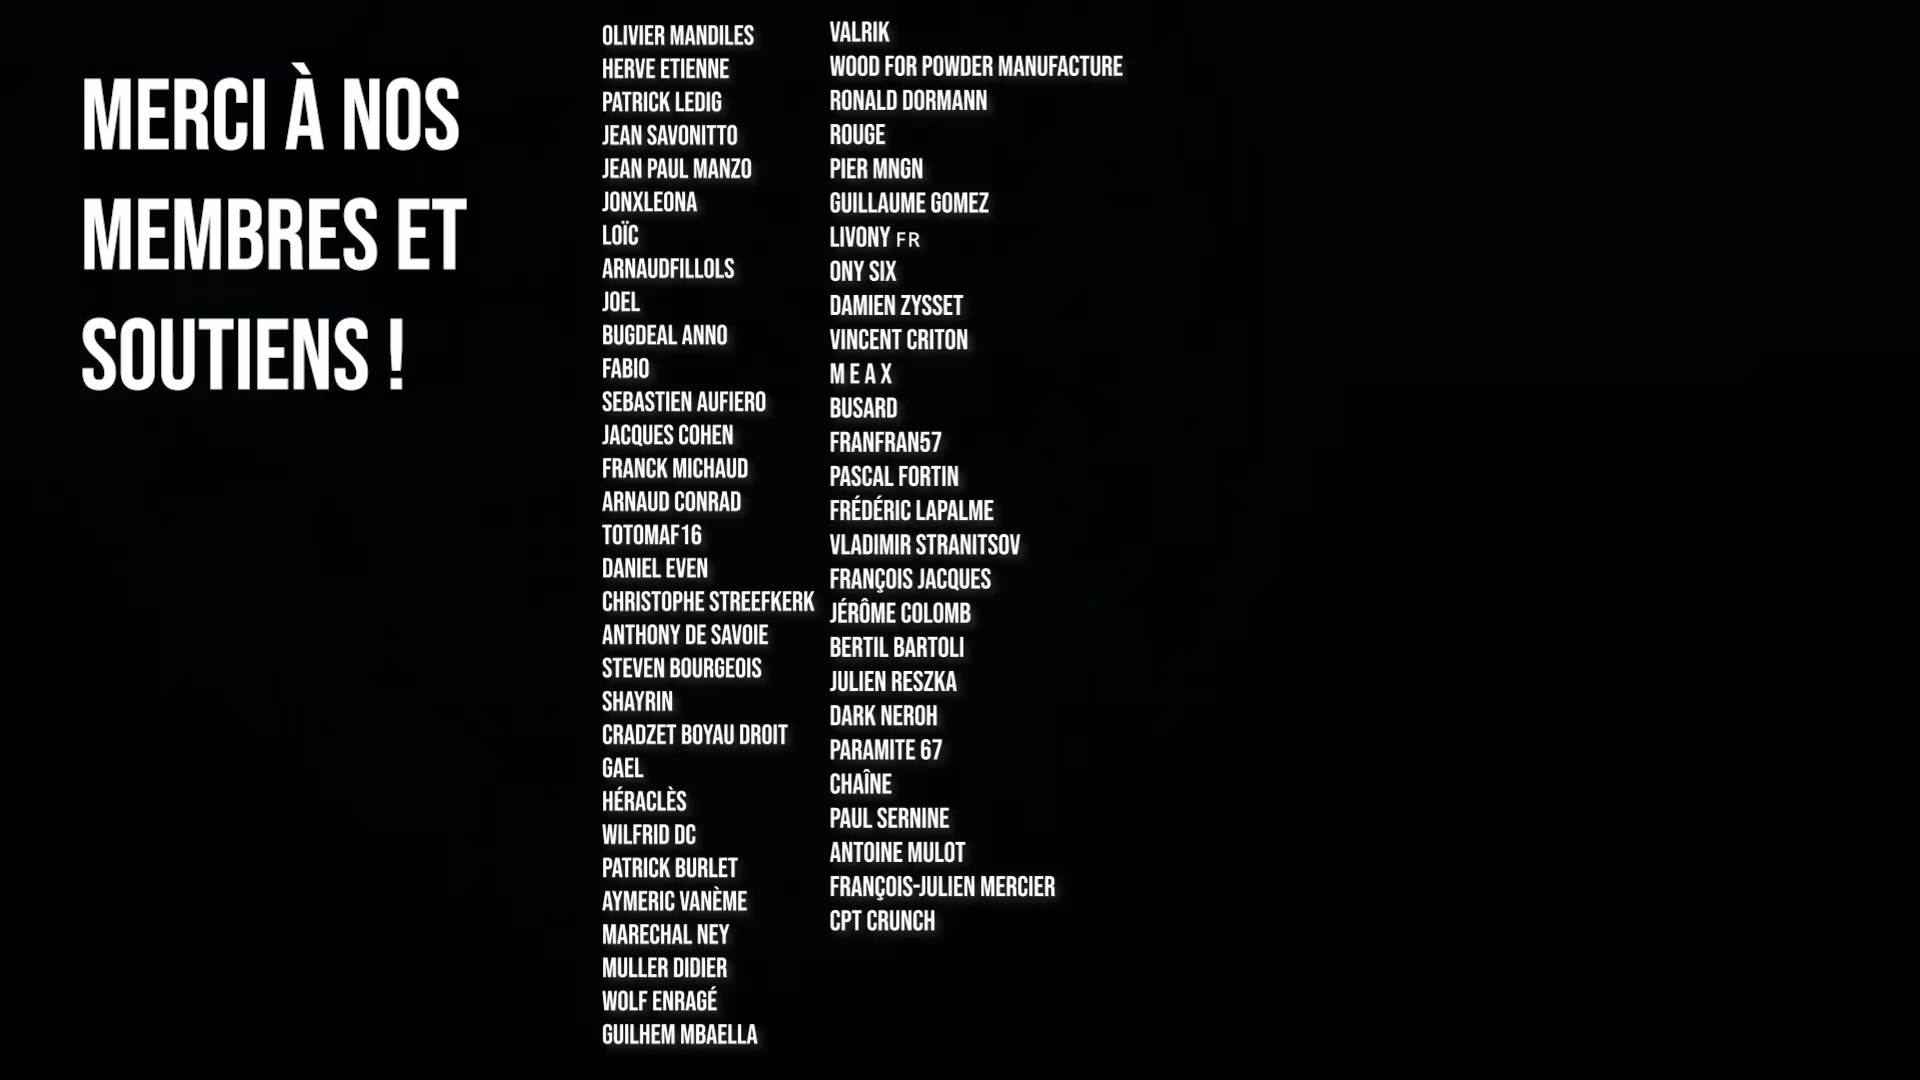 MERCI À NOS
MEMBRES ET
SOUTIENS !
OLIVIER MANDILES
HERVE ETIENNE
PATRICK LEDIG
JEAN SAVONITTO
JEAN PAUL MANZO
JONXLEONA
LOÏC
ARNAUDFILLOLS
JOEL
BUGDEAL ANNO
FABIO
SEBASTIEN AUFIERO
JACQUES COHEN
FRANCK MICHAUD
ARNAUD CONRAD
TOTOMAF16
DANIEL EVEN
CHRISTOPHE STREEFKERK
ANTHONY DE SAVOIE
STEVEN BOURGEOIS
SHAYRIN
CRADZET BOYAU DROIT
GAEL
HÉRACLÈS
WILFRID DC
PATRICK BURLET
AYMERIC VANÈME
MARECHAL NEY
MULLER DIDIER
WOLF ENRAGÉ
GUILHEM MBAELLA
VALRIK
WOOD FOR POWDER MANUFACTURE
RONALD DORMANN
ROUGE
PIER MNGN
GUILLAUME GOMEZ
LIVONY FR
ONY SIX
DAMIEN ZYSSET
VINCENT CRITON
M E A X
BUSARD
FRANFRAN57
PASCAL FORTIN
FRÉDÉRIC LAPALME
VLADIMIR STRANITSOV
FRANÇOIS JACQUES
JÉRÔME COLOMB
BERTIL BARTOLI
JULIEN RESZKA
DARK NEROH
PARAMITE 67
CHAÎNE
PAUL SERNINE
ANTOINE MULOT
FRANÇOIS-JULIEN MERCIER
CPT CRUNCH